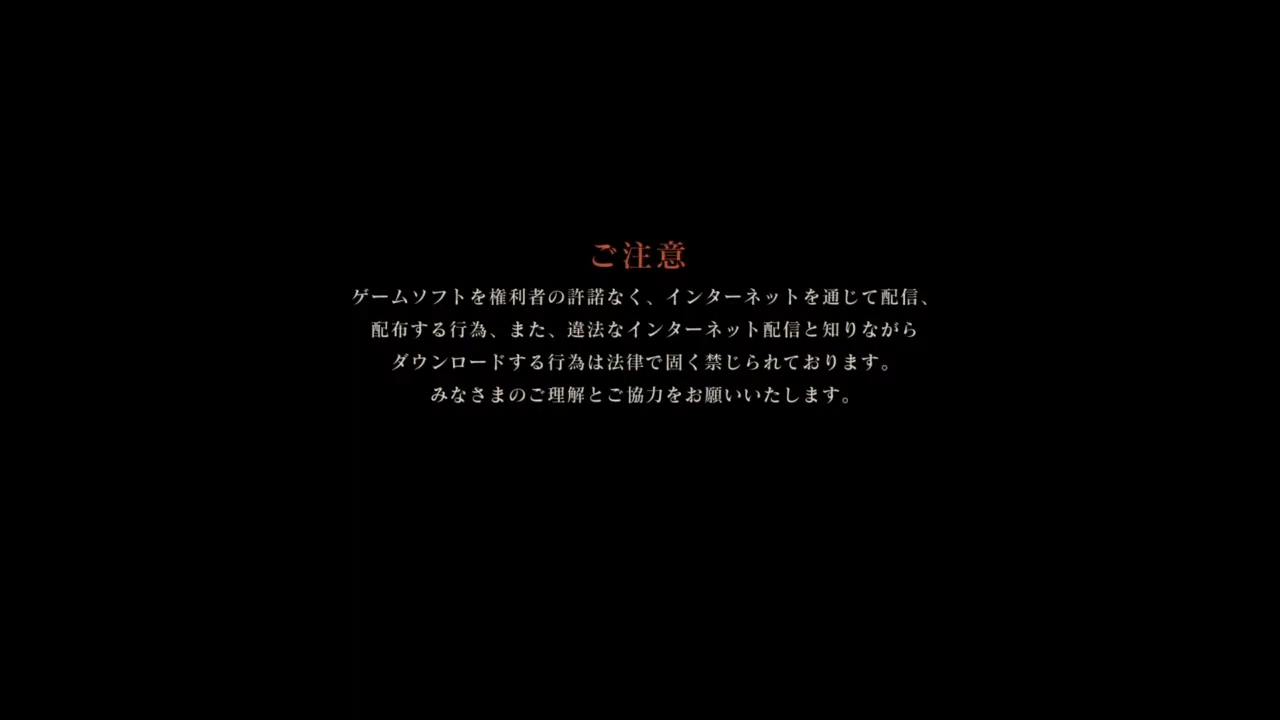 ご注意
ゲームソフトを権利者の許諾なく、インターネットを通じて配信、
配布する行為、また、違法なインターネット配信と知りながら
ダウンロードする行為は法律で固く禁じられております。
みなさまのご理解とご協力をお願いいたします。